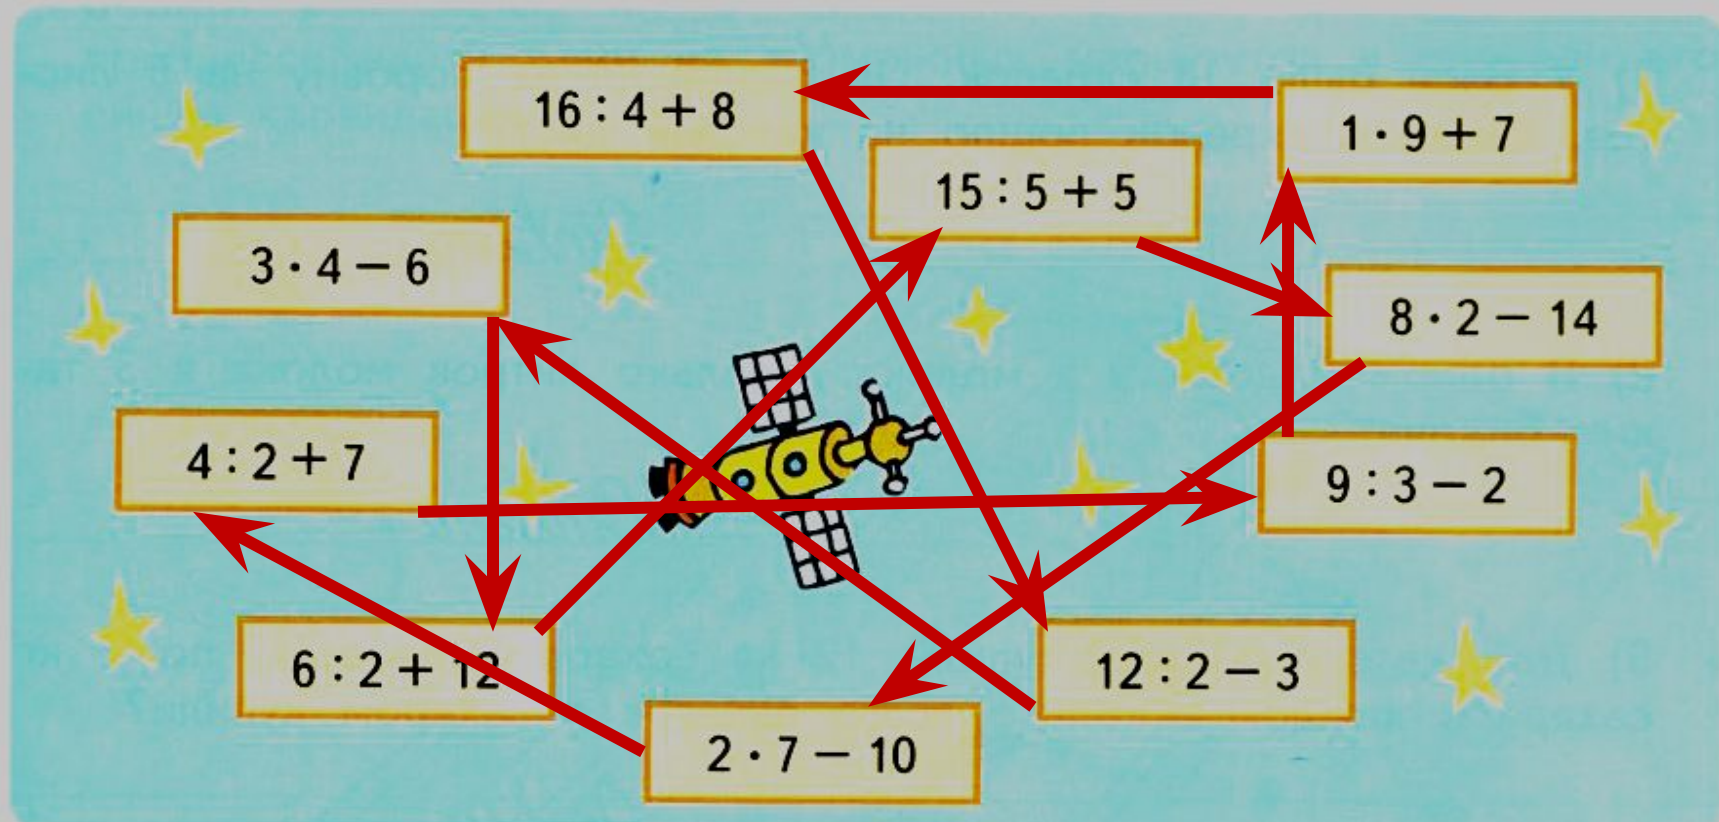 16 : 4 + 8
1 · 9 + 7
15 : 5 + 5
3 · 4 − 6
8 · 2 − 14
4 : 2 + 7
9 : 3 − 2
6 : 2 + 12
12 : 2 − 3
2 · 7 − 10